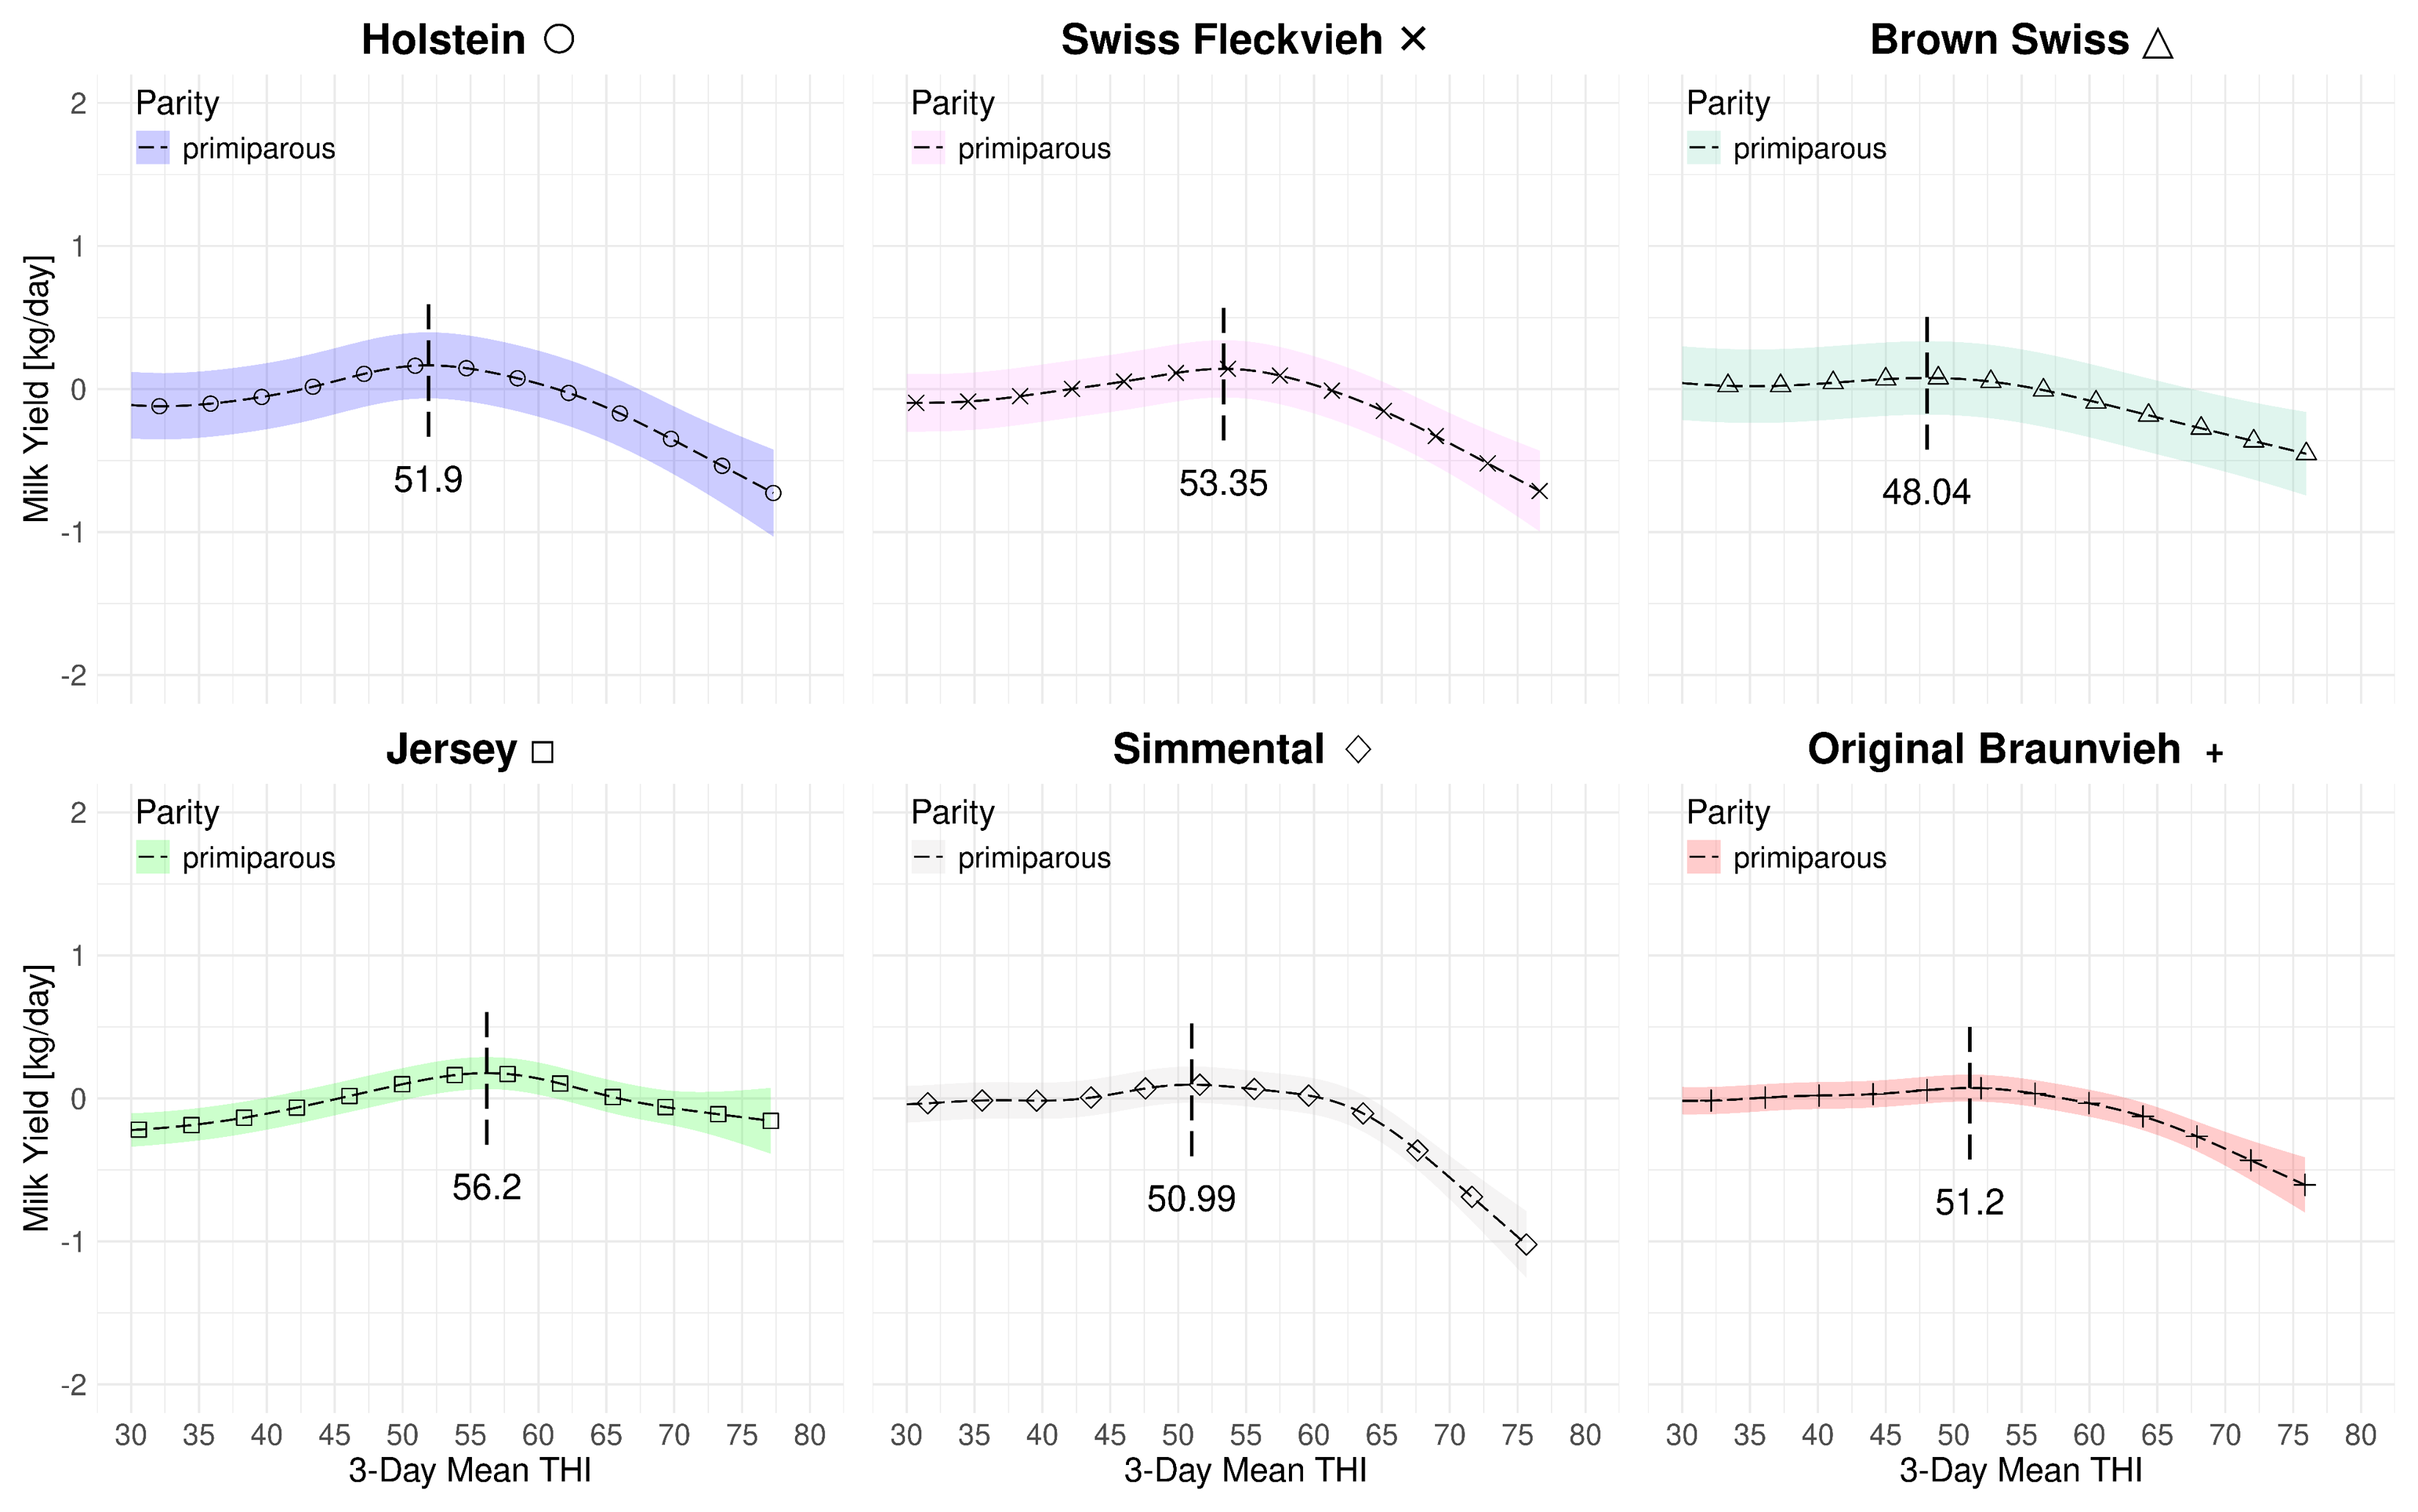 Holstein ○ Swiss Fleckvieh × Brown Swiss △
Parity
primiparous
Parity
primiparous
Parity
primiparous
2
1
0
-1
-2
Milk Yield [kg/day]
51.9
53.35
48.04
Jersey □ Simmental ◇ Original Braunvieh +
Parity
primiparous
Parity
primiparous
Parity
primiparous
2
1
0
-1
-2
Milk Yield [kg/day]
56.2
50.99
51.2
30 35 40 45 50 55 60 65 70 75 80
30 35 40 45 50 55 60 65 70 75 80
30 35 40 45 50 55 60 65 70 75 80
3-Day Mean THI
3-Day Mean THI
3-Day Mean THI